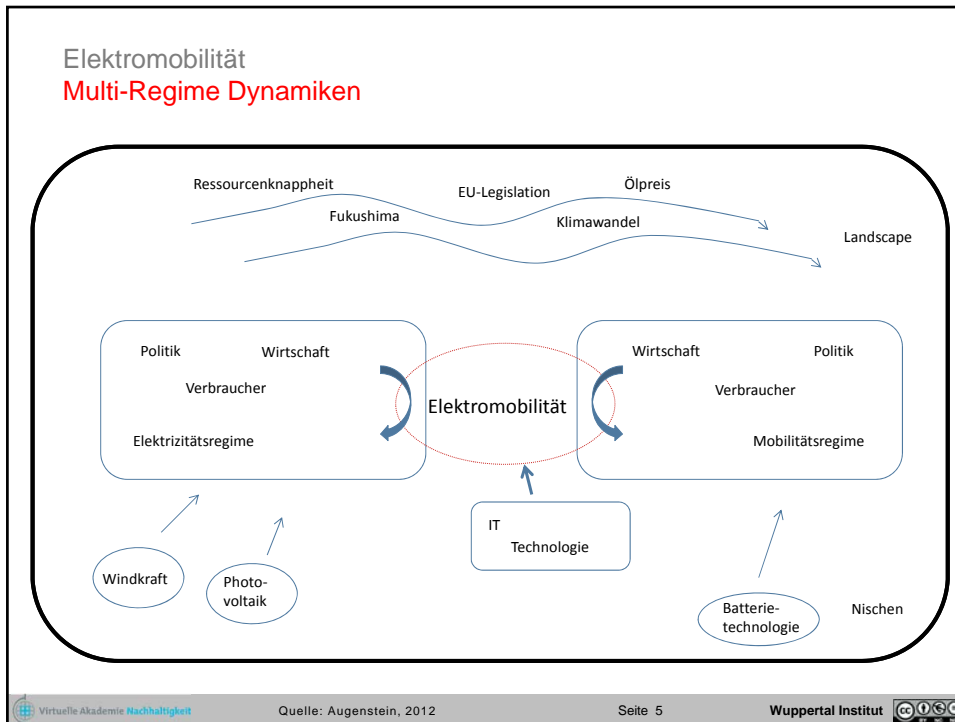 Elektromobilität
Multi-Regime Dynamiken
Ressourcenknappheit
EU-Legislation
Ölpreis
Fukushima
Klimawandel
Landscape
Politik
Wirtschaft
Verbraucher
Elektrizitätsregime
Elektromobilität
Wirtschaft
Politik
Verbraucher
Mobilitätsregime
IT
Technologie
Windkraft
Photo-
voltaik
Batterie-
technologie
Nischen
Virtuelle Akademie Nachhaltigkeit
Quelle: Augenstein, 2012
Seite 5
Wuppertal Institut